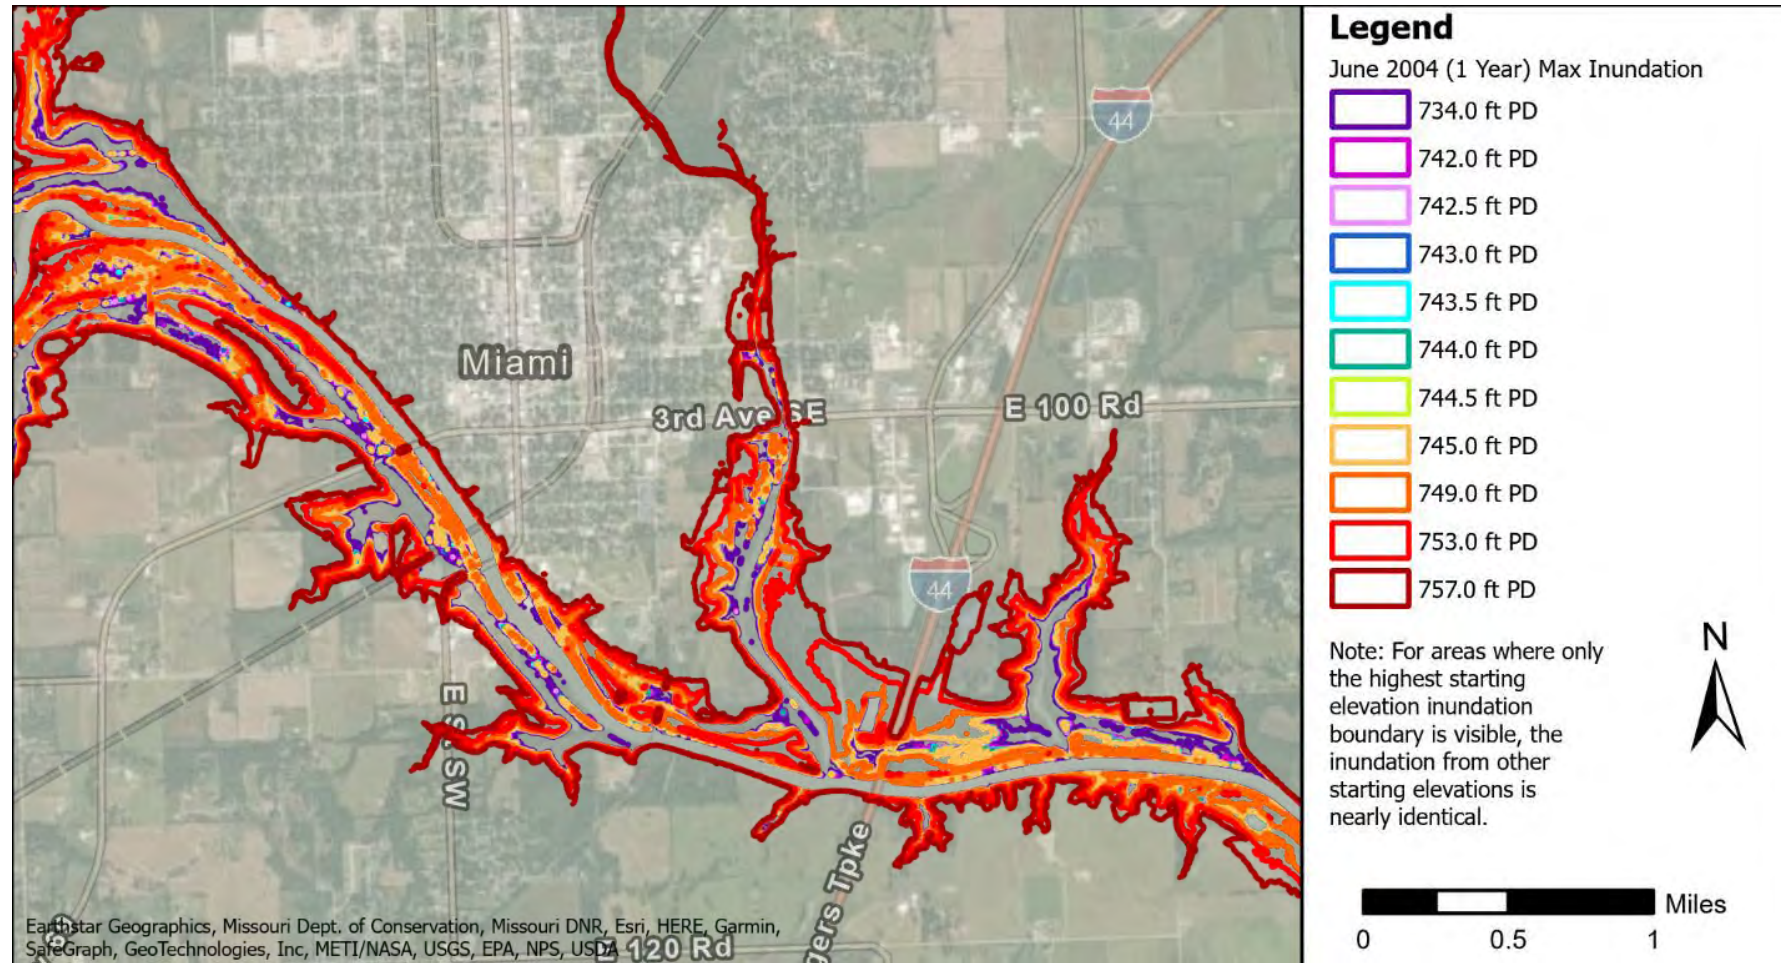 Legend
June 2004 (1 Year) Max Inundation
734.0 ft PD
742.0 ft PD
742.5 ft PD
743.0 ft PD
743.5 ft PD
744.0 ft PD
744.5 ft PD
745.0 ft PD
749.0 ft PD
753.0 ft PD
757.0 ft PD
Note: For areas where only
the highest starting
elevation inundation
boundary is visible, the
inundation from other
starting elevations is
nearly identical.
N
Miles
0 0.5 1
44
Miami
3rd Ave SE
E 100 Rd
44
SW
gers Tpke
E 120 Rd
Earthstar Geographics, Missouri Dept. of Conservation, Missouri DNR, Esri, HERE, Garmin,
SafeGraph, GeoTechnologies, Inc, METI/NASA, USGS, EPA, NPS, USDA